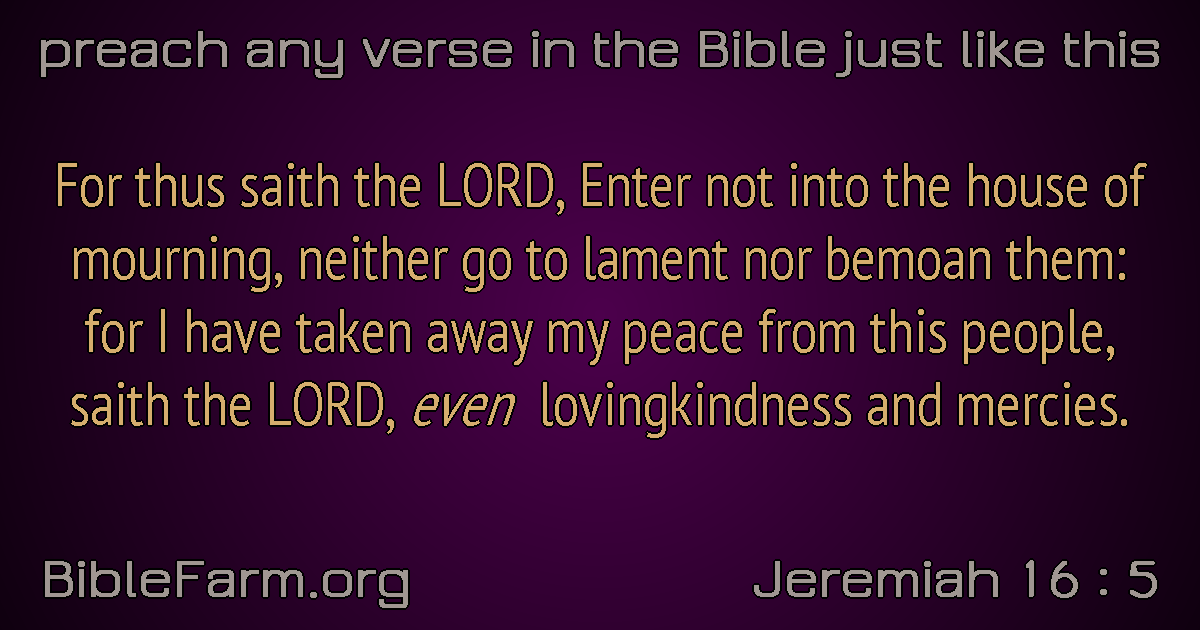 preach any verse in the Bible just like this
For thus saith the LORD, Enter not into the house of
mourning, neither go to lament nor bemoan them:
for I have taken away my peace from this people,
saith the LORD, even lovingkindness and mercies.
BibleFarm.org
Jeremiah 16 : 5